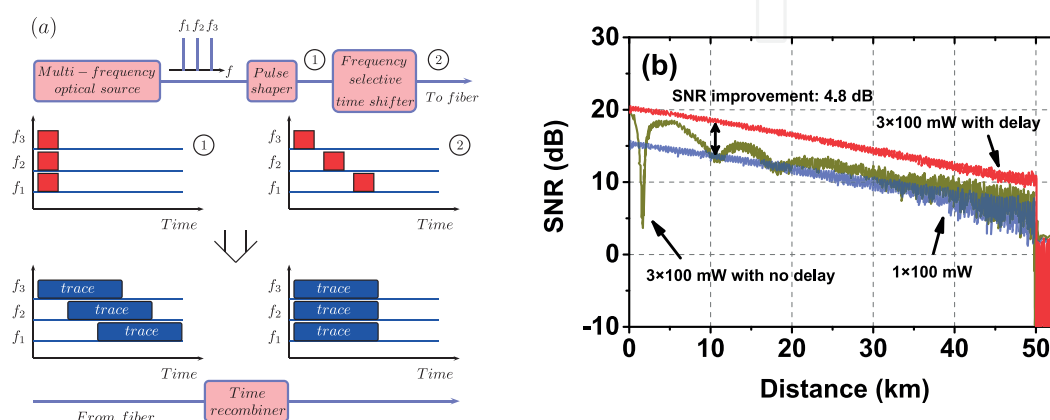 (a)
f1 f2 f3
f
Multi−frequency
optical source
Pulse
shaper
1
Frequency
selective
time shifter
2
To fiber
f3
f2
f1
1
Time
f3
f2
f1
2
Time
f3
f2
f1
trace
trace
trace
Time
f3
f2
f1
trace
trace
trace
Time
From fiber
Time
recombiner
(b)
SNR improvement: 4.8 dB
3×100 mW with delay
3×100 mW with no delay
1×100 mW
SNR (dB)
30
20
10
0
-10
0 10 20 30 40 50
Distance (km)